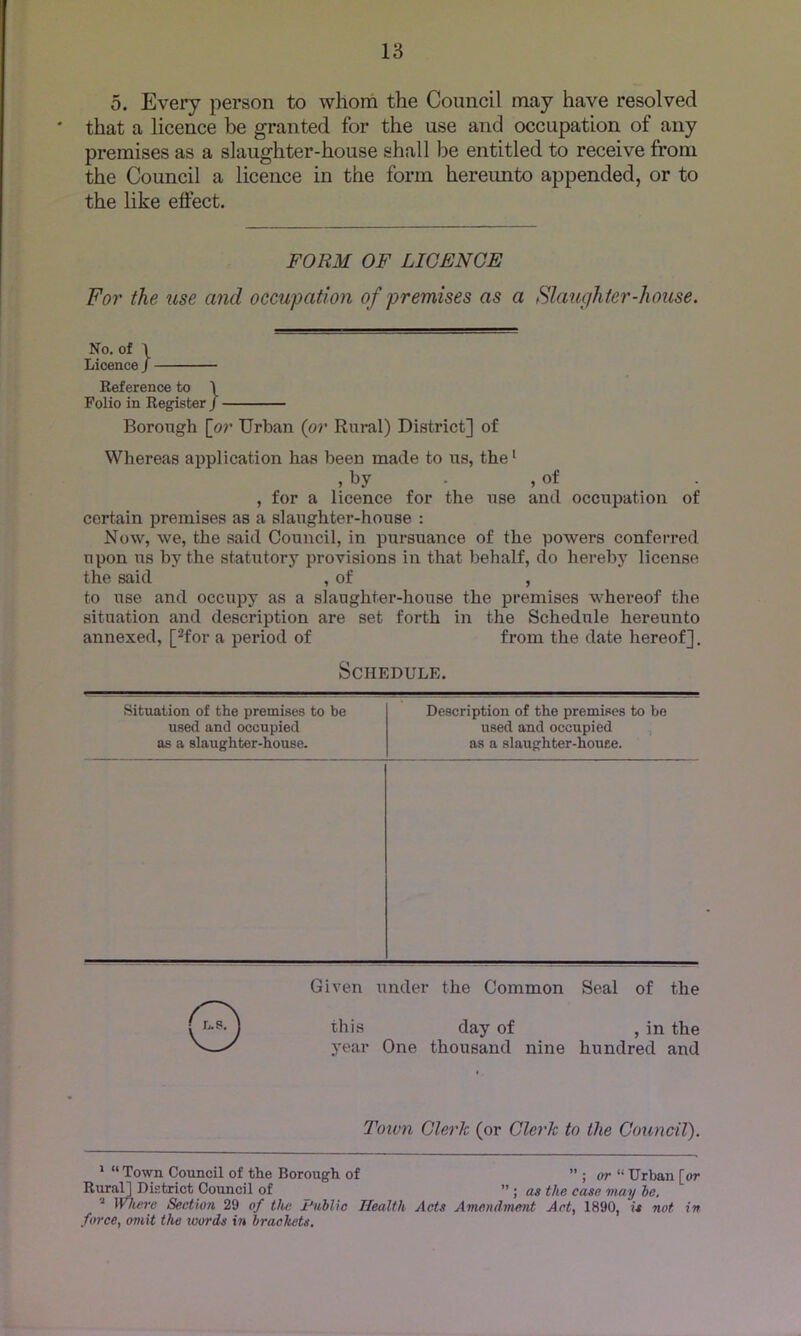 13
5. Every person to whom the Council may have resolved
that a licence be granted for the use and occupation of any
premises as a slaughter-house shall be entitled to receive from
the Council a licence in the form hereunto appended, or to
the like effect.
FORM OF LICENCE
For the use and occupation of premises as a Slaughter-house.
No. of }
Licence }
Reference to }
Folio in Register }
Borough [or Urban (or Rural) District] of
Whereas application has been made to us, the ¹
, by , of
, for a licence for the use and occupation of
certain premises as a slaughter-house :
Now, we, the said Council, in pursuance of the powers conferred
upon us by the statutory provisions in that behalf, do hereby license
the said , of ,
to use and occupy as a slaughter-house the premises whereof the
situation and description are set forth in the Schedule hereunto
annexed, [²for a period of from the date hereof].
SCHEDULE.
Situation of the premises to be
used and occupied
as a slaughter-house.
Description of the premises to be
used and occupied
as a slaughter-house.
Given under the Common Seal of the
L.S.
this day of , in the
year One thousand nine hundred and
Town Clerk (or Clerk to the Council).
¹ “Town Council of the Borough of ” ; or “Urban [or
Rural] District Council of ” ; as the case may be.
² Where Section 29 of the Public Health Acts Amendment Act, 1890, is not in
force, omit the words in brackets.